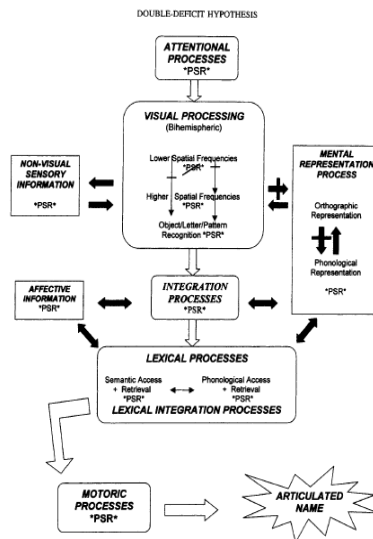 DOUBLE-DEFICIT HYPOTHESIS
ATTENTIONAL
PROCESSES
*PSR*
VISUAL PROCESSING
(Bihemispheric)
Lower Spatial Frequencies
*PSR*
Higher Spatial Frequencies
*PSR*
Object/Letter/Pattern
Recognition *PSR*
NON-VISUAL
SENSORY
INFORMATION
*PSR*
MENTAL
REPRESENTATION
PROCESS
Orthographic
Representation
Phonological
Representation
*PSR*
AFFECTIVE
INFORMATION
*PSR*
INTEGRATION
PROCESSES
*PSR*
LEXICAL PROCESSES
Semantic Access
+ Retrieval
*PSR*
Phonological Access
+ Retrieval
*PSR*
LEXICAL INTEGRATION PROCESSES
MOTORIC
PROCESSES
*PSR*
ARTICULATED
NAME